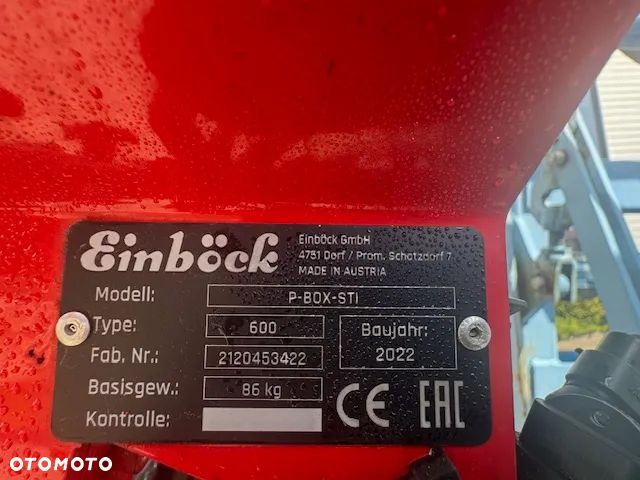 Einböck
Einböck GmbH
4751 Dorf / Pram, Schatzdorf 7
MADE IN AUSTRIA
Modell: P-BOX-STI
Type: 600
Baujahr:
2022
Fab. Nr.: 2120453422
Basisgew.: 86 kg
Kontrolle:
CE EAC
OTOMOTO